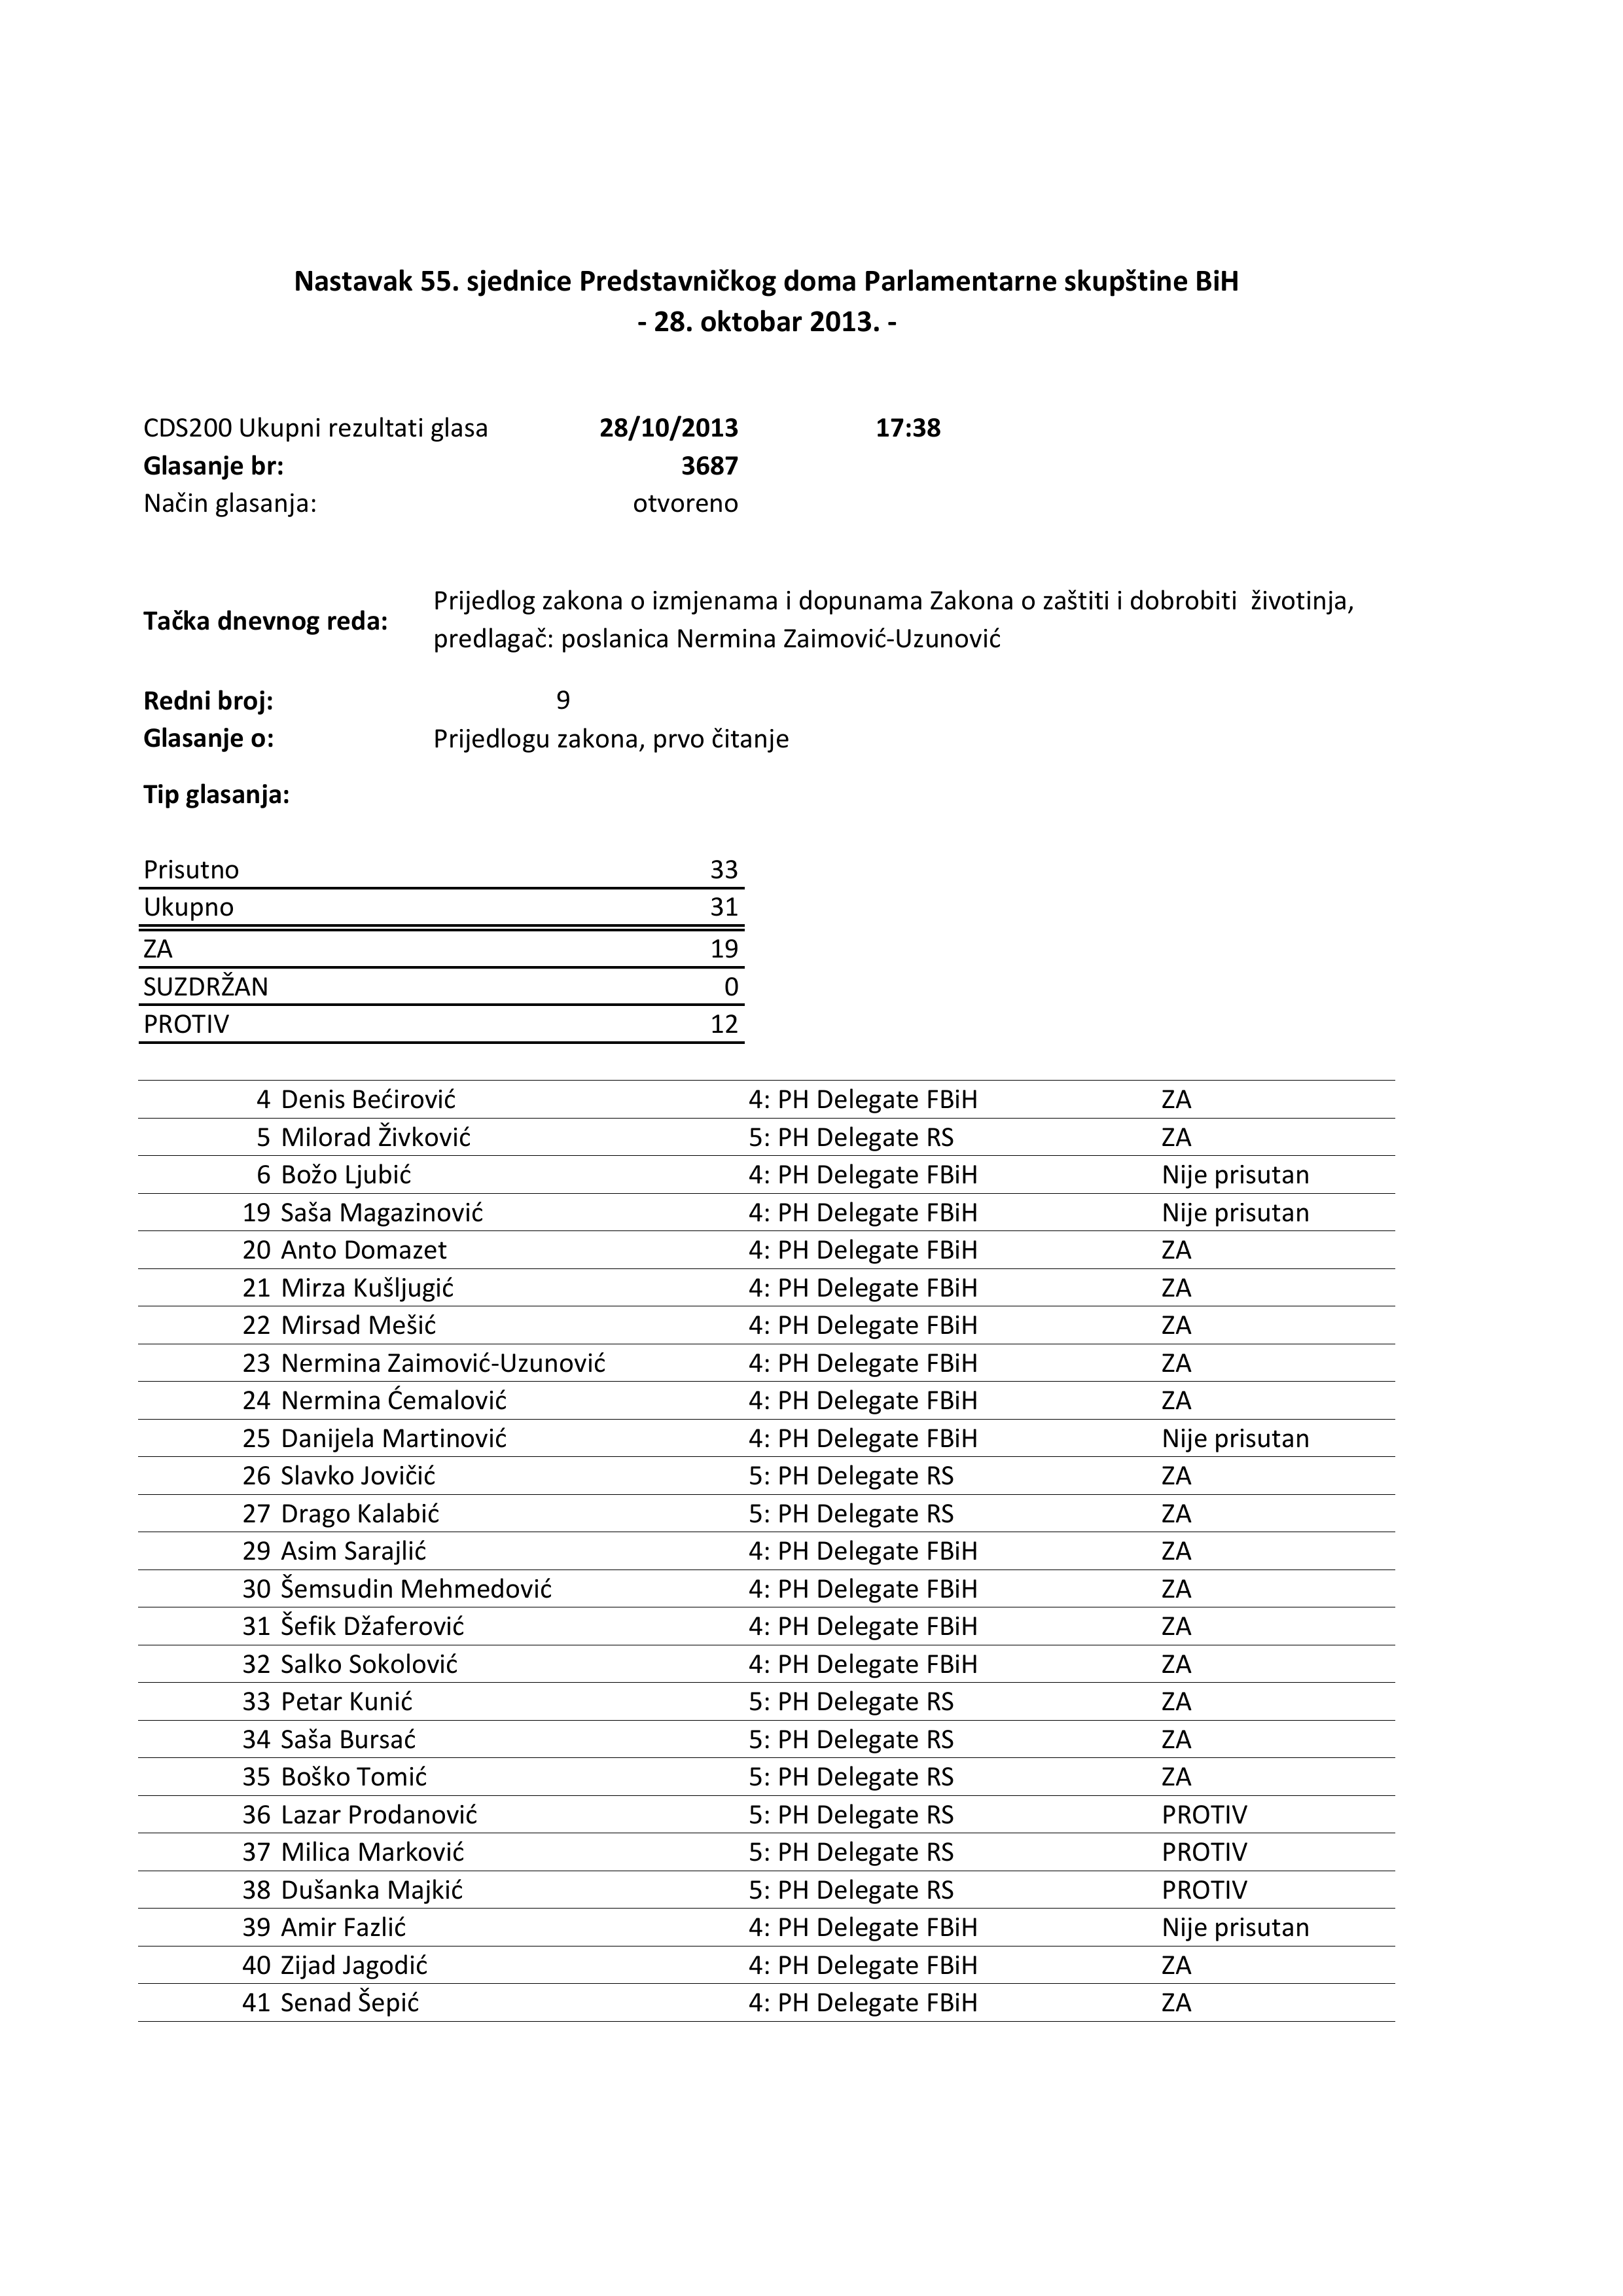 Nastavak 55. sjednice Predstavničkog doma Parlamentarne skupštine BiH
- 28. oktobar 2013. -
CDS200 Ukupni rezultati glasa 28/10/2013 17:38
Glasanje br: 3687
Način glasanja: otvoreno
Tačka dnevnog reda: Prijedlog zakona o izmjenama i dopunama Zakona o zaštiti i dobrobiti životinja,
predlagač: poslanica Nermina Zaimović-Uzunović
Redni broj: 9
Glasanje o: Prijedlogu zakona, prvo čitanje
Tip glasanja:
Prisutno 33
Ukupno 31
ZA 19
SUZDRŽAN 0
PROTIV 12
4 Denis Bećirović 4: PH Delegate FBiH ZA
5 Milorad Živković 5: PH Delegate RS ZA
6 Božo Ljubić 4: PH Delegate FBiH Nije prisutan
19 Saša Magazinović 4: PH Delegate FBiH Nije prisutan
20 Anto Domazet 4: PH Delegate FBiH ZA
21 Mirza Kušljugić 4: PH Delegate FBiH ZA
22 Mirsad Mešić 4: PH Delegate FBiH ZA
23 Nermina Zaimović-Uzunović 4: PH Delegate FBiH ZA
24 Nermina Ćemalović 4: PH Delegate FBiH ZA
25 Danijela Martinović 4: PH Delegate FBiH Nije prisutan
26 Slavko Jovičić 5: PH Delegate RS ZA
27 Drago Kalabić 5: PH Delegate RS ZA
29 Asim Sarajlić 4: PH Delegate FBiH ZA
30 Šemsudin Mehmedović 4: PH Delegate FBiH ZA
31 Šefik Džaferović 4: PH Delegate FBiH ZA
32 Salko Sokolović 4: PH Delegate FBiH ZA
33 Petar Kunić 5: PH Delegate RS ZA
34 Saša Bursać 5: PH Delegate RS ZA
35 Boško Tomić 5: PH Delegate RS ZA
36 Lazar Prodanović 5: PH Delegate RS PROTIV
37 Milica Marković 5: PH Delegate RS PROTIV
38 Dušanka Majkić 5: PH Delegate RS PROTIV
39 Amir Fazlić 4: PH Delegate FBiH Nije prisutan
40 Zijad Jagodić 4: PH Delegate FBiH ZA
41 Senad Šepić 4: PH Delegate FBiH ZA